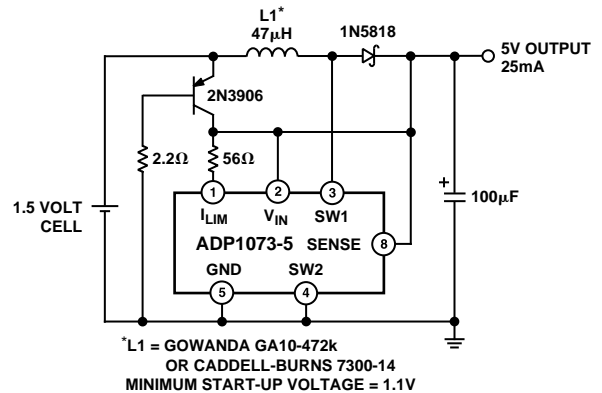 L1*
47µH
1N5818
5V OUTPUT
25mA
2N3906
2.2Ω
56Ω
1.5 VOLT
CELL
1
2
3
ILIM
VIN
SW1
+
100µF
ADP1073-5
SENSE
8
GND
SW2
5
4
*L1 = GOWANDA GA10-472k
OR CADDELL-BURNS 7300-14
MINIMUM START-UP VOLTAGE = 1.1V